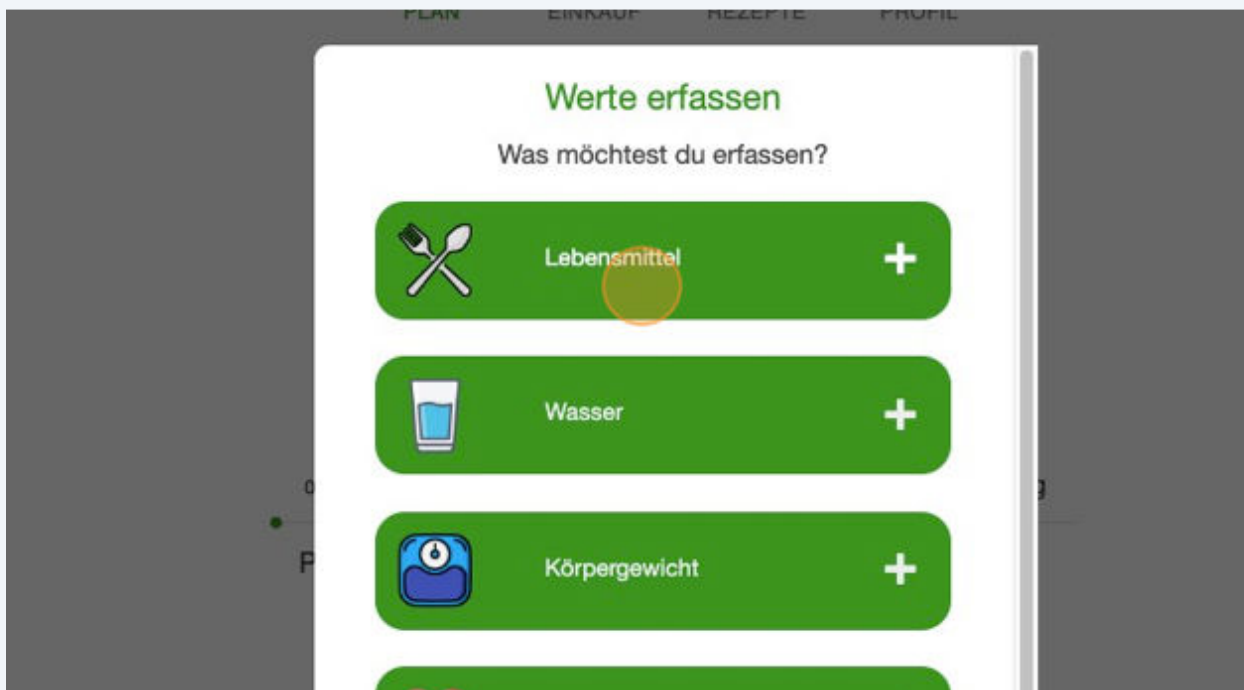 PLAN EINKAUF REZEPTE PROFIL
Werte erfassen
Was möchtest du erfassen?
Lebensmittel
Wasser
Körpergewicht